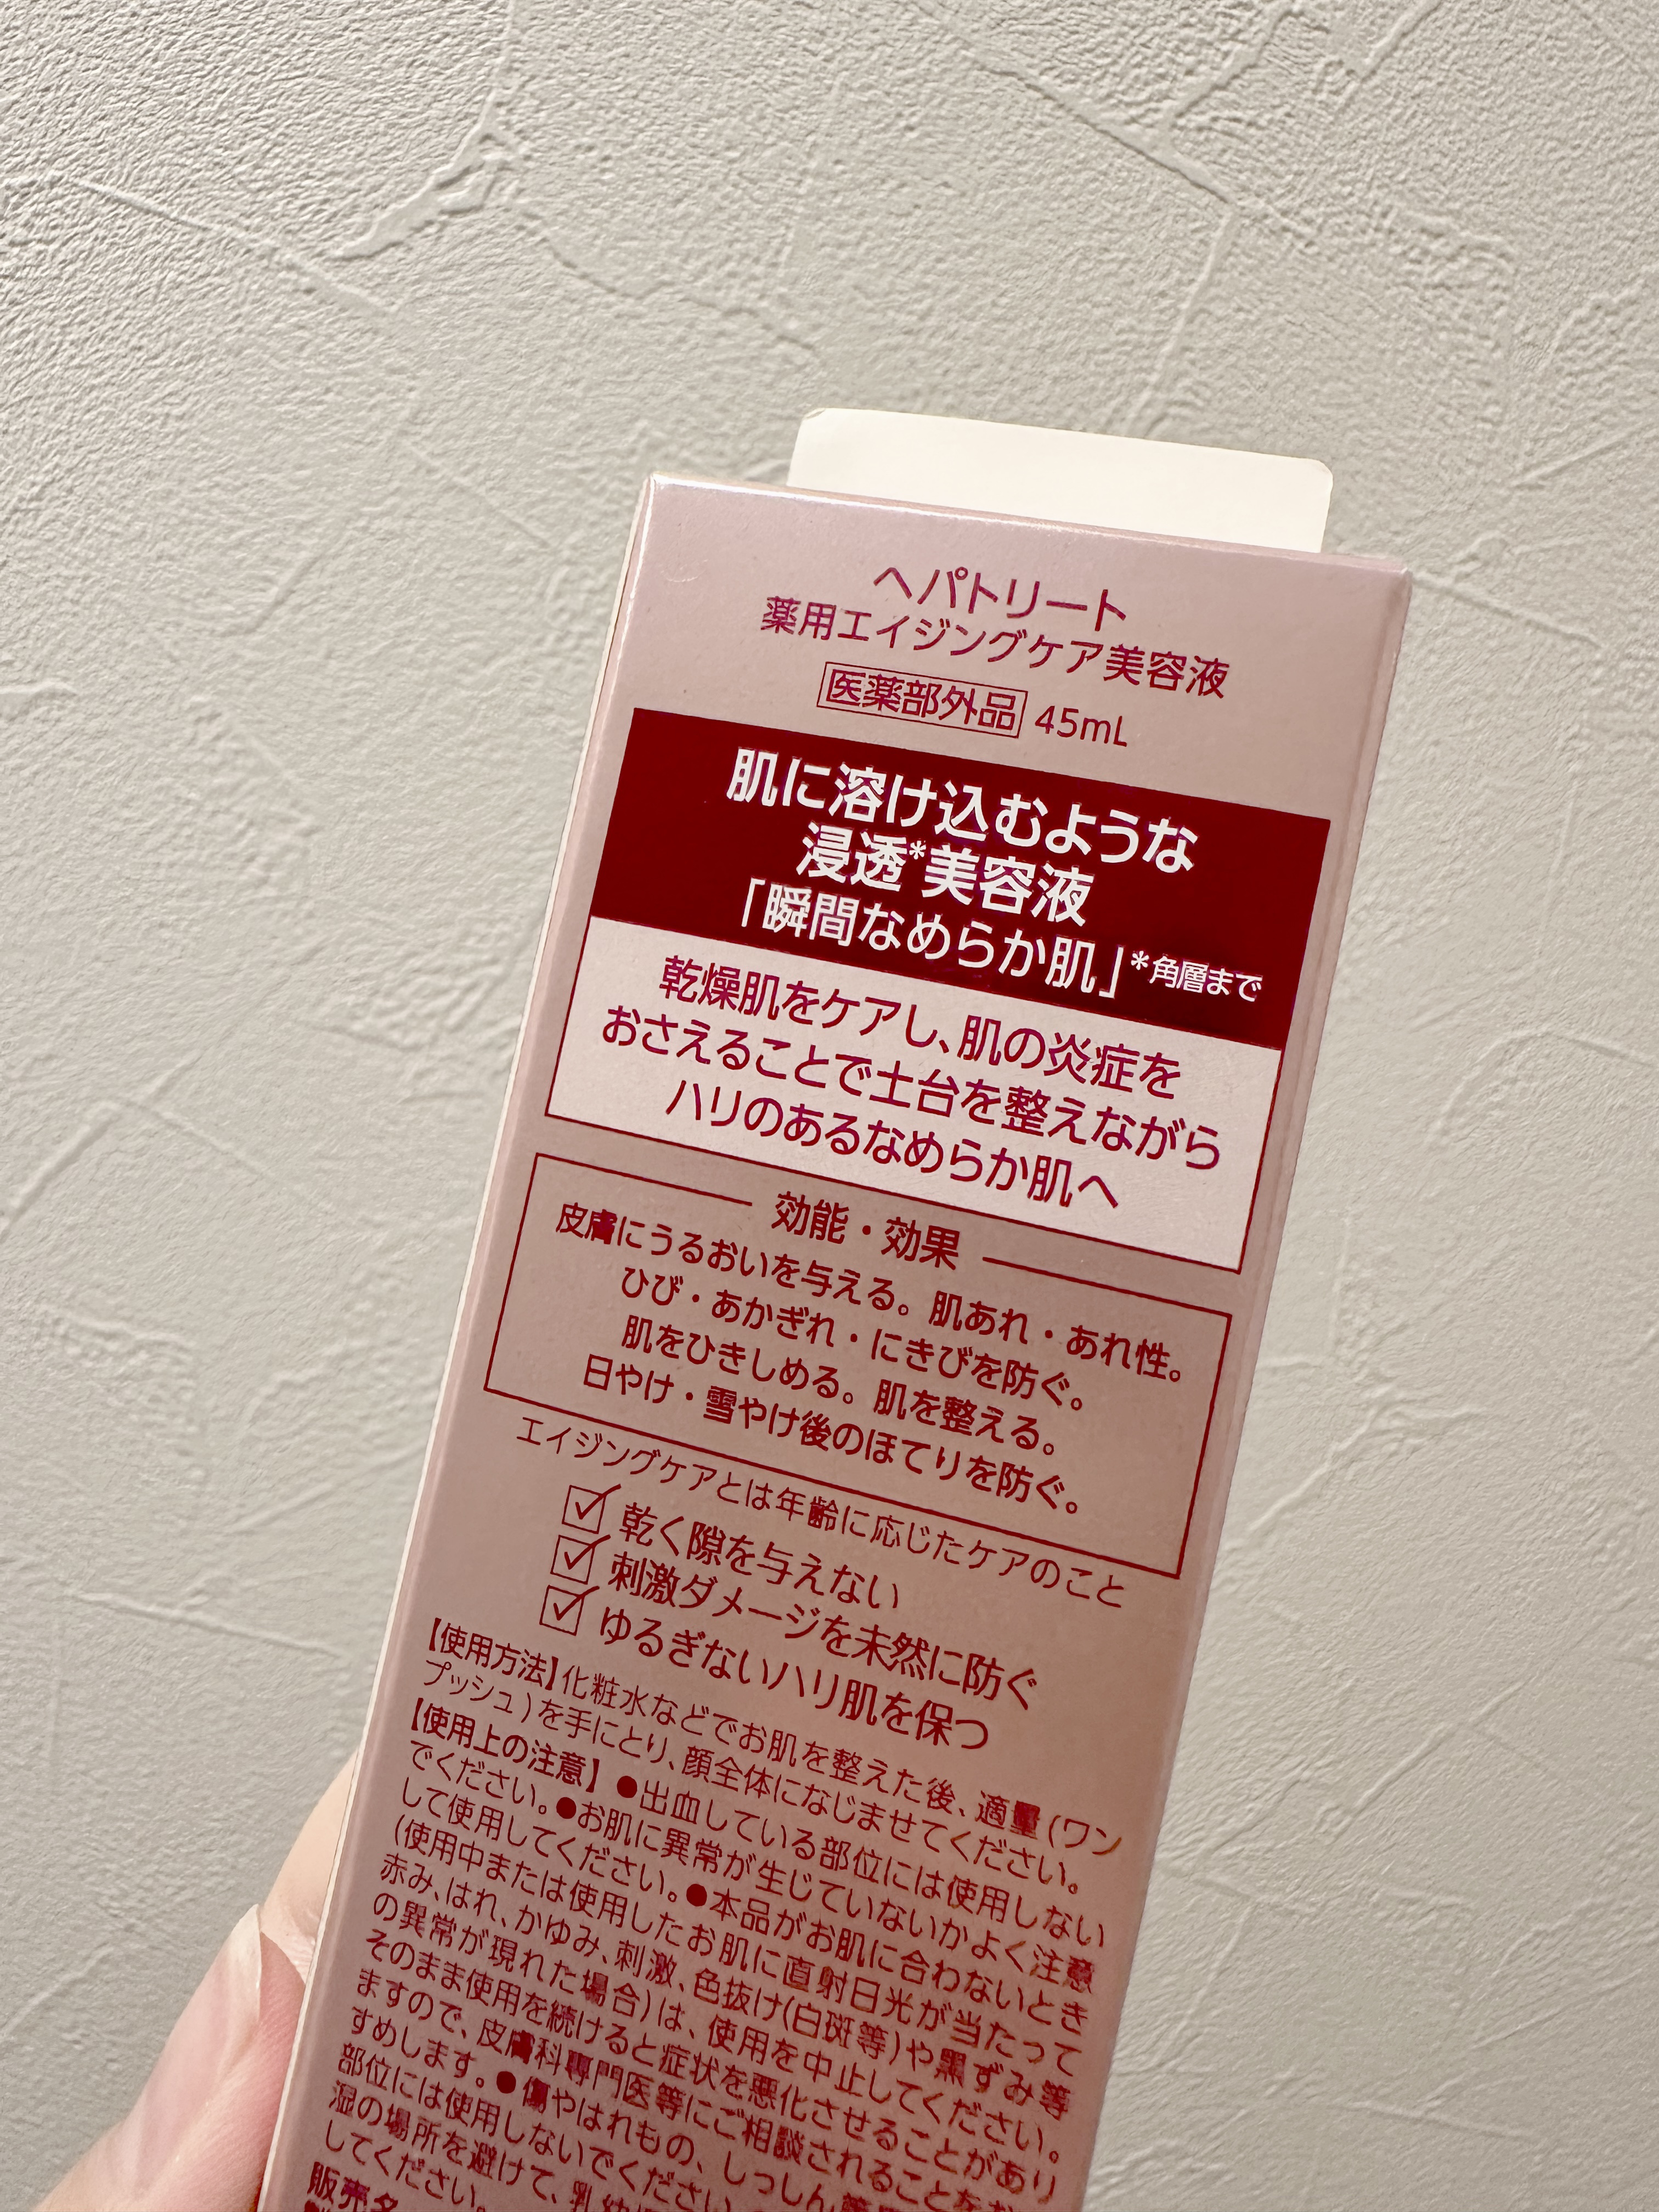 ヘパトリート
薬用エイジングケア美容液
医薬部外品 45mL
肌に溶け込むような
浸透*美容液
「瞬間なめらか肌」*角層まで
乾燥肌をケアし、肌の炎症を
おさえることで土台を整えながら
ハリのあるなめらか肌へ
効能・効果
皮膚にうるおいを与える。肌あれ・あれ性。
ひび・あかぎれ・にきびを防ぐ。
肌をひきしめる。肌を整える。
日やけ・雪やけ後のほてりを防ぐ。
エイジングケアとは年齢に応じたケアのこと
乾く隙を与えない
刺激ダメージを未然に防ぐ
ゆるぎないハリ肌を保つ
【使用方法】化粧水などでお肌を整えた後、適量(ワン
プッシュ)を手にとり、顔全体になじませてください。
【使用上の注意】●出血している部位には使用しない
でください。●お肌に異常が生じていないかよく注意
して使用してください。●本品がお肌に合わないとき
(使用中または使用したお肌に直射日光が当たって
赤み、はれ、かゆみ、刺激、色抜け(白斑等)や黒ずみ等
の異常が現れた場合)は、使用を中止してください。
そのまま使用を続けると症状を悪化させることがあり
ますので、皮膚科専門医等にご相談されることをお
すめします。●傷やはれもの、しっしん等
部位には使用しないでください
湿の場所を避けて、乳幼
してください。
販売